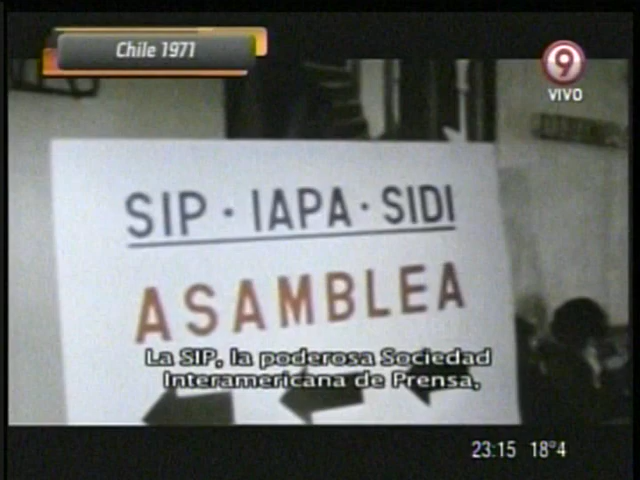 Chile 1971
9
VIVO
SIP · IAPA · SIDI
ASAMBLEA
La SIP, la poderosa Sociedad
Interamericana de Prensa,
23:15 18°4